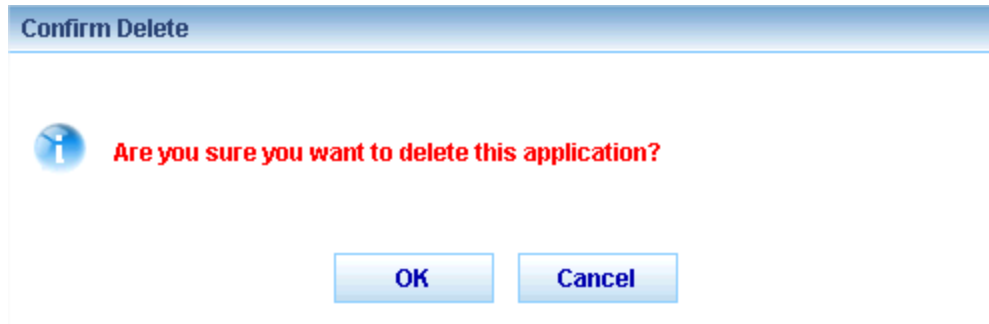 Confirm Delete
Are you sure you want to delete this application?
OK Cancel